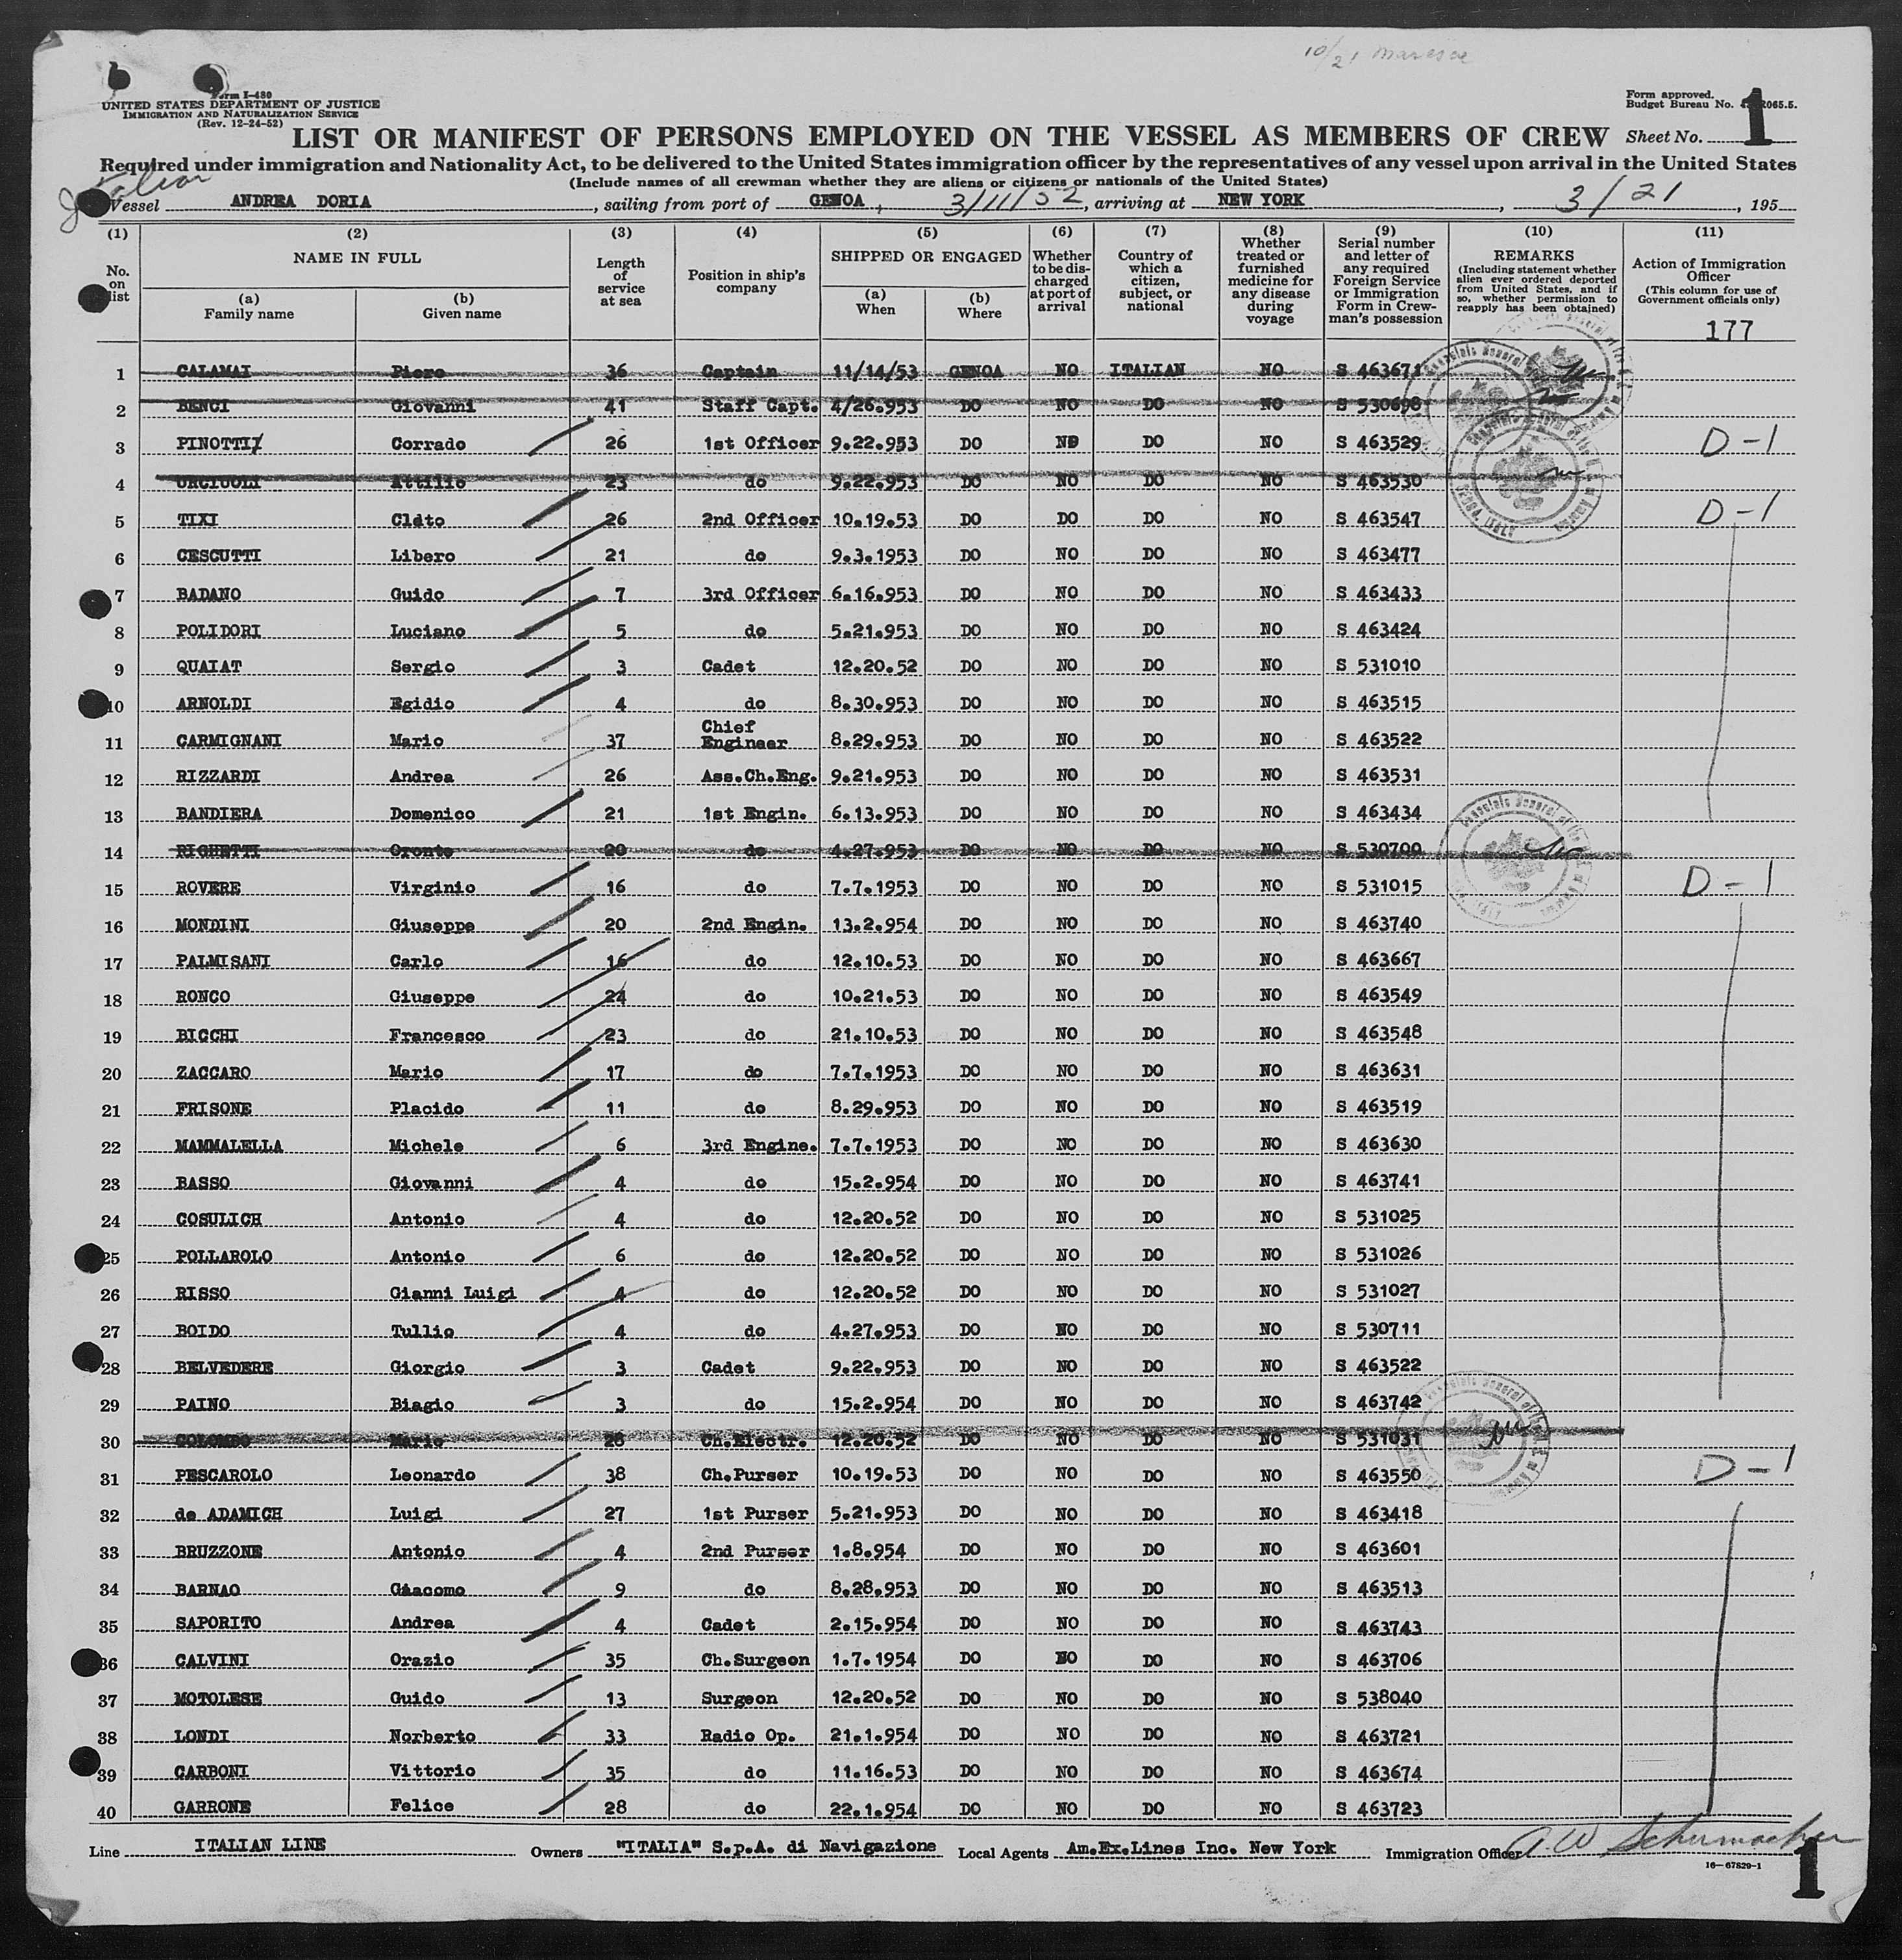 10/21 Maresca
Form I-480
UNITED STATES DEPARTMENT OF JUSTICE
IMMIGRATION AND NATURALIZATION SERVICE
(Rev. 12-24-52)
Form approved.
Budget Bureau No. R065.5.
LIST OR MANIFEST OF PERSONS EMPLOYED ON THE VESSEL AS MEMBERS OF CREW
Sheet No. 1
Required under immigration and Nationality Act, to be delivered to the United States immigration officer by the representatives of any vessel upon arrival in the United States
(Include names of all crewman whether they are aliens or citizens or nationals of the United States)
Italian
Vessel ANDREA DORIA, sailing from port of GENOA, 3/11/52, arriving at NEW YORK, 3/21, 195
(1) (2) (3) (4) (5) (6) (7) (8) (9) (10) (11)
No. on list
NAME IN FULL
(a) Family name
(b) Given name
Length of service at sea
Position in ship's company
SHIPPED OR ENGAGED
(a) When
(b) Where
Whether to be discharged at port of arrival
Country of which a citizen, subject, or national
Whether treated or furnished medicine for any disease during voyage
Serial number and letter of any required Foreign Service or Immigration Form in Crewman's possession
REMARKS
(Including statement whether alien ever ordered deported from United States, and if so, whether permission to reapply has been obtained)
Action of Immigration Officer
(This column for use of Government officials only)
177
1 CALAMAI Piero 36 Captain 11/14/53 GENOA NO ITALIAN NO S 463671
2 BENCI Giovanni 41 Staff Capt. 4/26.953 DO NO DO NO S 530698
3 PINOTTI Corrado 26 1st Officer 9.22.953 DO NO DO NO S 463529 D-1
4 URCIUOLI Attilio 23 do 9.22.953 DO NO DO NO S 463530
5 TIXI Cldto 26 2nd Officer 10.19.53 DO DO DO NO S 463547 D-1
6 CESCUTTI Libero 21 do 9.3.1953 DO NO DO NO S 463477
7 BADANO Guido 7 3rd Officer 6.16.953 DO NO DO NO S 463433
8 POLIDORI Luciano 5 do 5.21.953 DO NO DO NO S 463424
9 QUAIAT Sergio 3 Cadet 12.20.52 DO NO DO NO S 531010
10 ARNOLDI Egidio 4 do 8.30.953 DO NO DO NO S 463515
11 CARMIGNANI Mario 37 Chief Engineer 8.29.953 DO NO DO NO S 463522
12 RIZZARDI Andrea 26 Ass.Ch.Eng. 9.21.953 DO NO DO NO S 463531
13 BANDIERA Domenico 21 1st Engin. 6.13.953 DO NO DO NO S 463434
14 RIGHETTI Oronte 20 do 4.27.953 DO NO DO NO S 530700
15 ROVERE Virginio 16 do 7.7.1953 DO NO DO NO S 531015 D-1
16 MONDINI Giuseppe 20 2nd Engin. 13.2.954 DO NO DO NO S 463740
17 PALMISANI Carlo 16 do 12.10.53 DO NO DO NO S 463667
18 RONCO Giuseppe 24 do 10.21.53 DO NO DO NO S 463549
19 BICCHI Francesco 23 do 21.10.53 DO NO DO NO S 463548
20 ZACCARO Mario 17 do 7.7.1953 DO NO DO NO S 463631
21 FRISONE Placido 11 do 8.29.953 DO NO DO NO S 463519
22 MAMMALELLA Michele 6 3rd Engine. 7.7.1953 DO NO DO NO S 463630
23 BASSO Giovanni 4 do 15.2.954 DO NO DO NO S 463741
24 COSULICH Antonio 4 do 12.20.52 DO NO DO NO S 531025
25 POLLAROLO Antonio 6 do 12.20.52 DO NO DO NO S 531026
26 RISSO Gianni Luigi 4 do 12.20.52 DO NO DO NO S 531027
27 BOIDO Tullio 4 do 4.27.953 DO NO DO NO S 530711
28 BELVEDERE Giorgio 3 Cadet 9.22.953 DO NO DO NO S 463522
29 PAINO Biagio 3 do 15.2.954 DO NO DO NO S 463742
30 COLOMBO Mario 28 Ch.Electr. 12.20.52 DO NO DO NO S 531031
31 PESCAROLO Leonardo 38 Ch.Purser 10.19.53 DO NO DO NO S 463550 D-1
32 de ADAMICH Luigi 27 1st Purser 5.21.953 DO NO DO NO S 463418
33 BRUZZONE Antonio 4 2nd Purser 1.8.954 DO NO DO NO S 463601
34 BARNAO Giacomo 9 do 8.28.953 DO NO DO NO S 463513
35 SAPORITO Andrea 4 Cadet 2.15.954 DO NO DO NO S 463743
36 CALVINI Orazio 35 Ch.Surgeon 1.7.1954 DO NO DO NO S 463706
37 MOTOLESE Guido 13 Surgeon 12.20.52 DO NO DO NO S 538040
38 LONDI Norberto 33 Radio Op. 21.1.954 DO NO DO NO S 463721
39 CARBONI Vittorio 35 do 11.16.53 DO NO DO NO S 463674
40 GARRONE Felice 28 do 22.1.954 DO NO DO NO S 463723
Line ITALIAN LINE Owners "ITALIA" S.p.A. di Navigazione Local Agents Am.Ex.Lines Inc. New York Immigration Officer A.W. Schumacher
16-67829-1
1